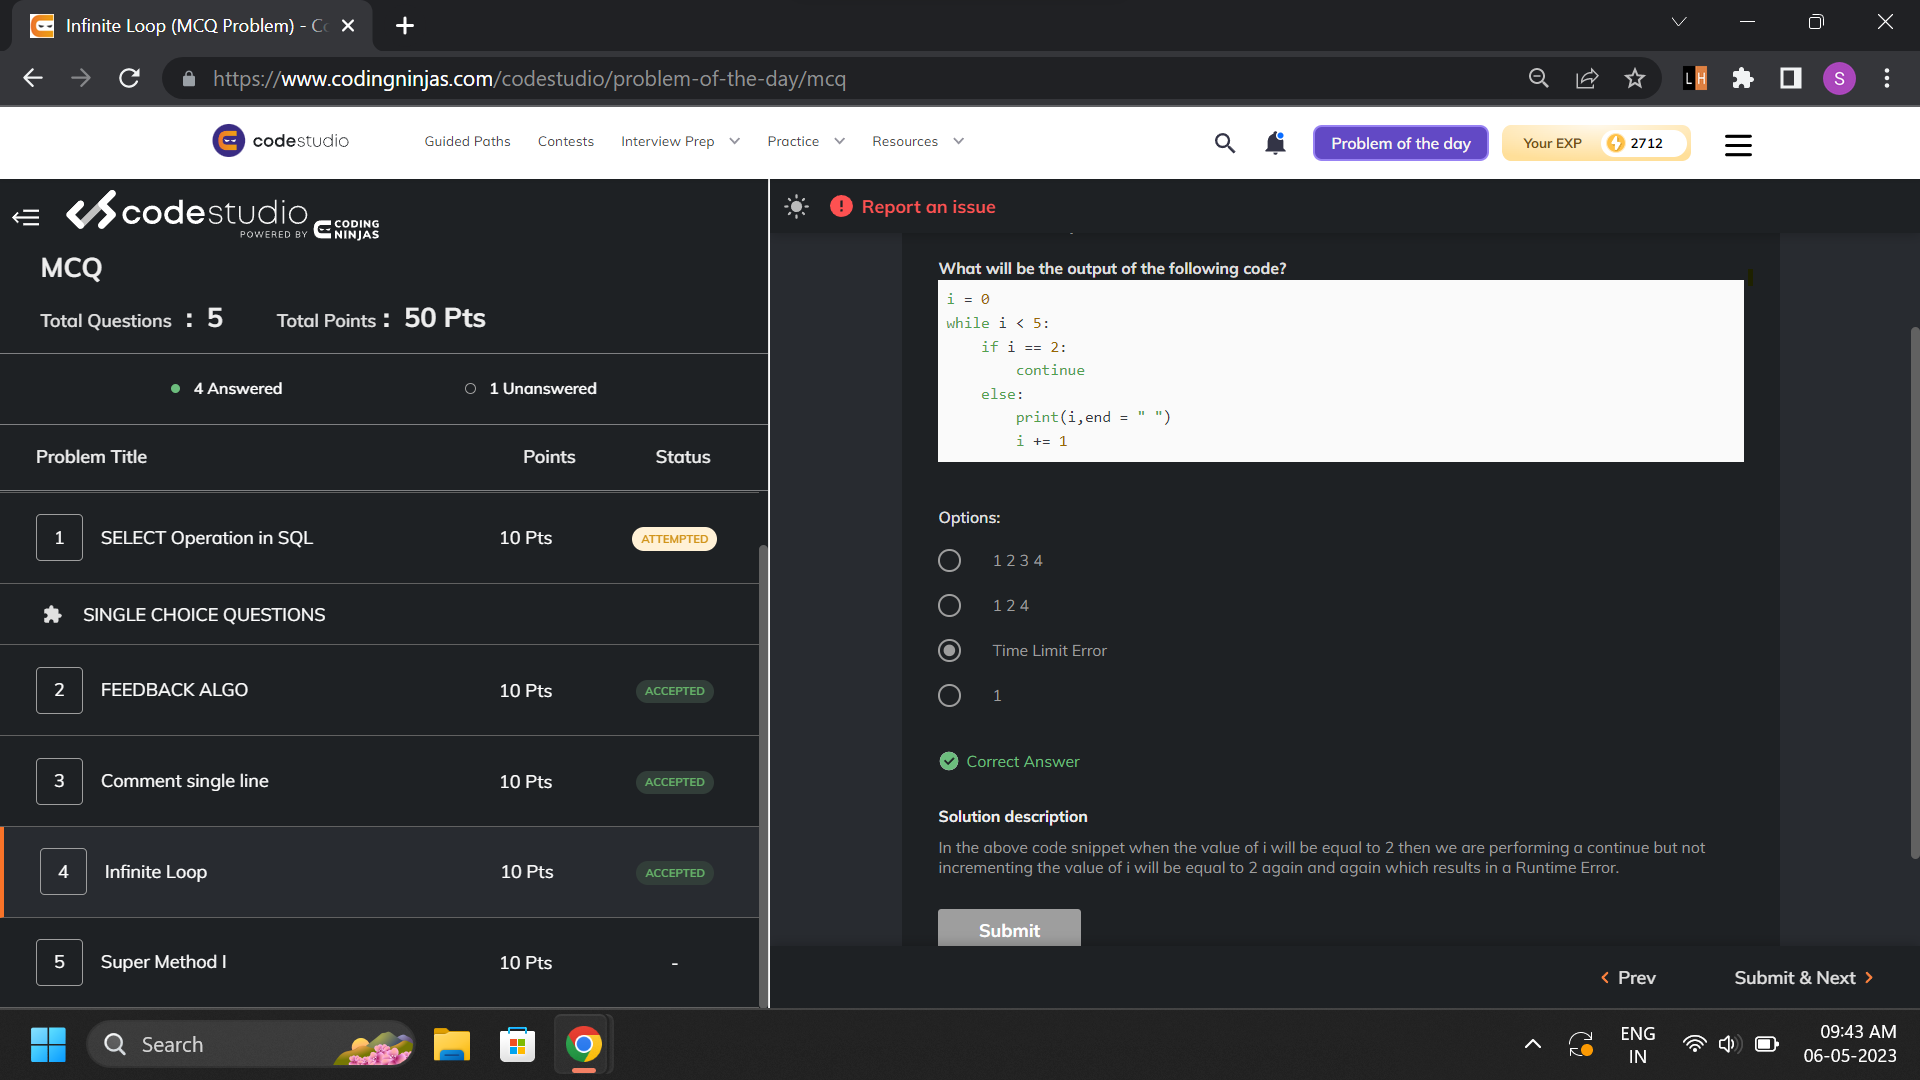 Infinite Loop (MCQ Problem) - Co
https://www.codingninjas.com/codestudio/problem-of-the-day/mcq
L H
S
codestudio
Guided Paths
Contests
Interview Prep
Practice
Resources
Problem of the day
Your EXP
2712
codestudio
POWERED BY CODING NINJAS
MCQ
Total Questions : 5
Total Points : 50 Pts
4 Answered
1 Unanswered
Problem Title Points Status
1 SELECT Operation in SQL 10 Pts ATTEMPTED
SINGLE CHOICE QUESTIONS
2 FEEDBACK ALGO 10 Pts ACCEPTED
3 Comment single line 10 Pts ACCEPTED
4 Infinite Loop 10 Pts ACCEPTED
5 Super Method I 10 Pts -
Report an issue
What will be the output of the following code?
i = 0
while i < 5:
    if i == 2:
        continue
    else:
        print(i,end = " ")
        i += 1
Options:
1 2 3 4
1 2 4
Time Limit Error
1
Correct Answer
Solution description
In the above code snippet when the value of i will be equal to 2 then we are performing a continue but not
incrementing the value of i will be equal to 2 again and again which results in a Runtime Error.
Submit
Prev
Submit & Next
Search
ENG
IN
09:43 AM
06-05-2023